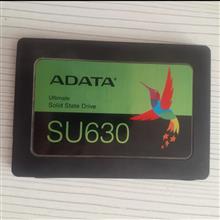 ADATA
Ultimate
Solid State Drive
SU630